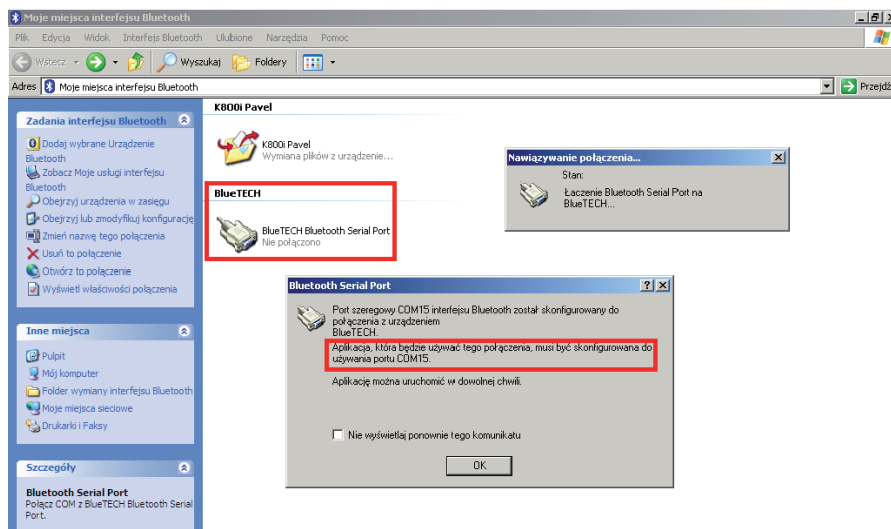 Moje miejsca interfejsu Bluetooth
Plik Edycja Widok Interfejs Bluetooth Ulubione Narzędzia Pomoc
Wstecz Wyszukaj Foldery
Adres Moje miejsca interfejsu Bluetooth Przejdź
Zadania interfejsu Bluetooth
Dodaj wybrane Urządzenie
Bluetooth
Zobacz Moje usługi interfejsu
Bluetooth
Obejrzyj urządzenia w zasięgu
Obejrzyj lub zmodyfikuj konfigurację
Zmień nazwę tego połączenia
Usuń to połączenie
Otwórz to połączenie
Wyświetl właściwości połączenia
Inne miejsca
Pulpit
Mój komputer
Folder wymiany interfejsu Bluetooth
Moje miejsca sieciowe
Drukarki i Faksy
Szczegóły
Bluetooth Serial Port
Połącz COM z BlueTECH Bluetooth Serial
Port.
K800i Pavel
K800i Pavel
Wymiana plików z urządzenie...
BlueTECH
BlueTECH Bluetooth Serial Port
Nie połączono
Nawiązywanie połączenia...
Stan:
Łaczenie Bluetooth Serial Port na
BlueTECH...
Bluetooth Serial Port
Port szeregowy COM15 interfejsu Bluetooth został skonfigurowany do
połączenia z urządzeniem
BlueTECH.
Aplikacja, która będzie używać tego połączenia, musi być skonfigurowana do
używania portu COM15.
Aplikację można uruchomić w dowolnej chwili.
Nie wyświetlaj ponownie tego komunikatu
OK